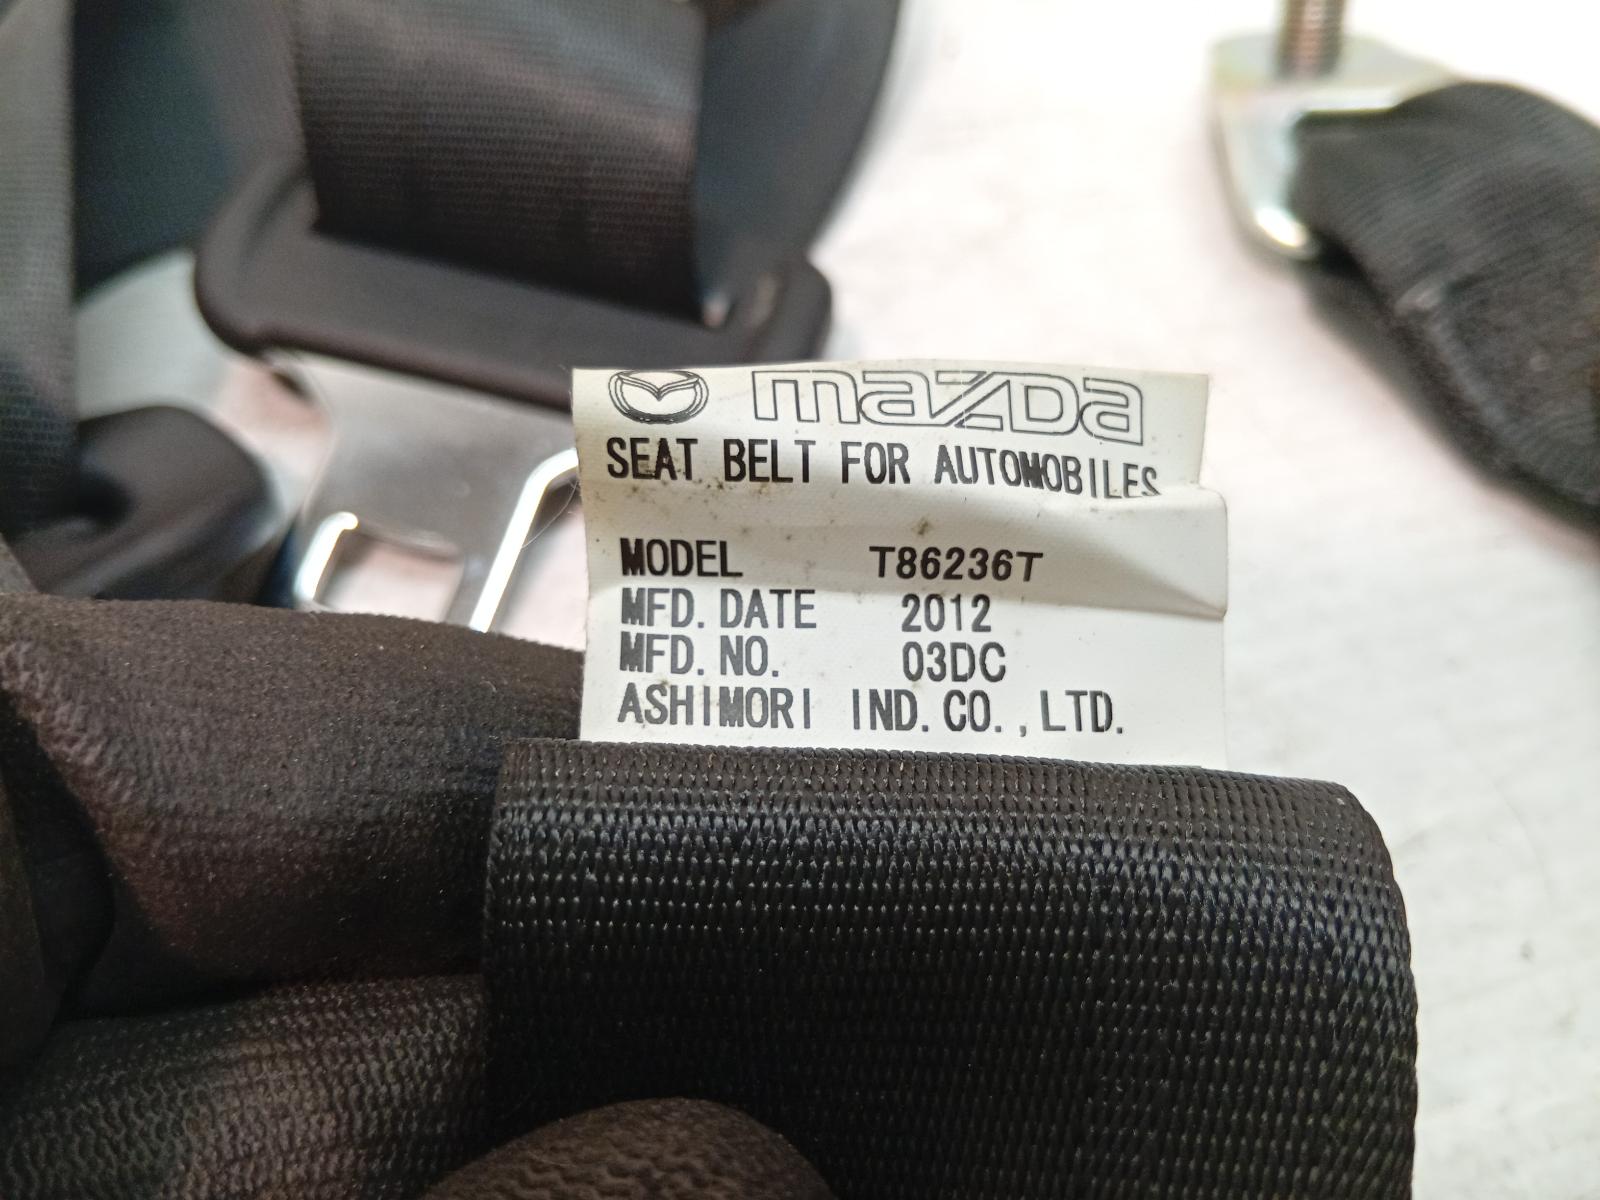 mazda
SEAT BELT FOR AUTOMOBILES
MODEL T86236T
MFD. DATE 2012
MFD. NO. 03DC
ASHIMORI IND. CO., LTD.